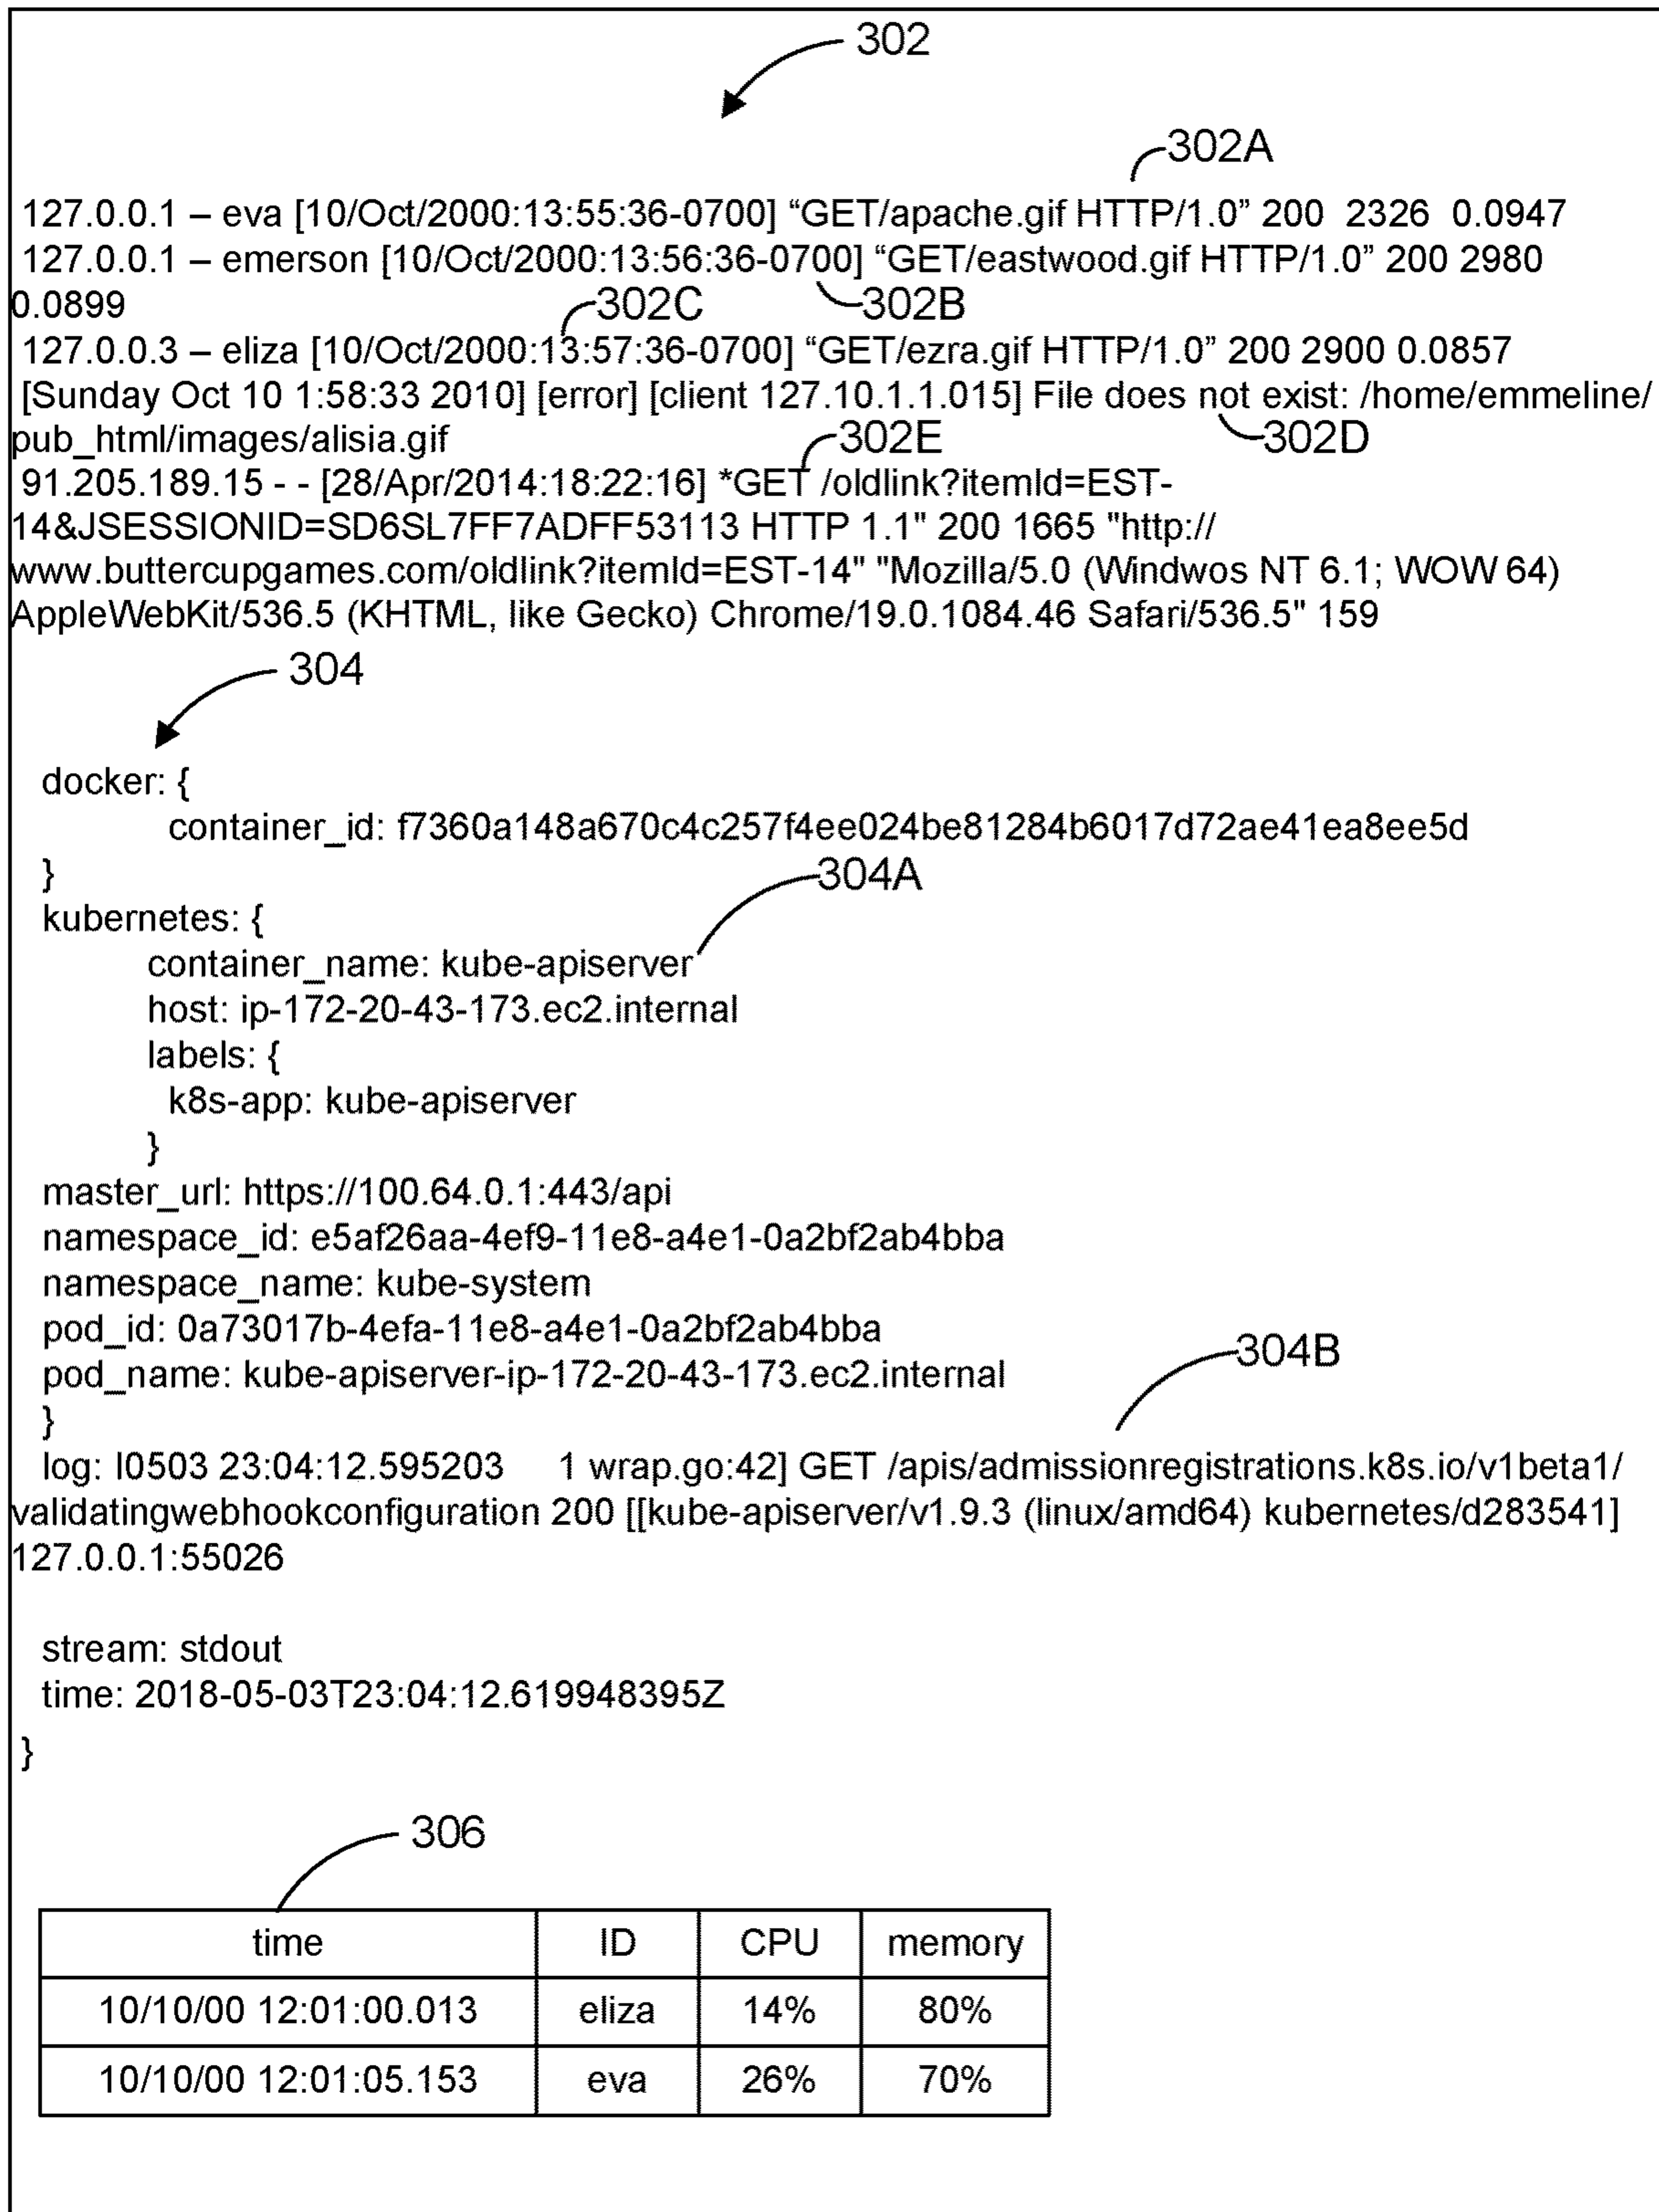 302
302A
127.0.0.1 – eva [10/Oct/2000:13:55:36-0700] “GET/apache.gif HTTP/1.0” 200 2326 0.0947
127.0.0.1 – emerson [10/Oct/2000:13:56:36-0700] “GET/eastwood.gif HTTP/1.0” 200 2980
0.0899
302C
302B
127.0.0.3 – eliza [10/Oct/2000:13:57:36-0700] “GET/ezra.gif HTTP/1.0” 200 2900 0.0857
[Sunday Oct 10 1:58:33 2010] [error] [client 127.10.1.1.015] File does not exist: /home/emmeline/
pub_html/images/alisia.gif
302E
302D
91.205.189.15 - - [28/Apr/2014:18:22:16] *GET /oldlink?itemId=EST-
14&JSESSIONID=SD6SL7FF7ADFF53113 HTTP 1.1" 200 1665 "http://
www.buttercupgames.com/oldlink?itemId=EST-14" "Mozilla/5.0 (Windwos NT 6.1; WOW 64)
AppleWebKit/536.5 (KHTML, like Gecko) Chrome/19.0.1084.46 Safari/536.5" 159
304
docker: {
container_id: f7360a148a670c4c257f4ee024be81284b6017d72ae41ea8ee5d
}
304A
kubernetes: {
container_name: kube-apiserver
host: ip-172-20-43-173.ec2.internal
labels: {
k8s-app: kube-apiserver
}
master_url: https://100.64.0.1:443/api
namespace_id: e5af26aa-4ef9-11e8-a4e1-0a2bf2ab4bba
namespace_name: kube-system
pod_id: 0a73017b-4efa-11e8-a4e1-0a2bf2ab4bba
pod_name: kube-apiserver-ip-172-20-43-173.ec2.internal
304B
}
log: I0503 23:04:12.595203 1 wrap.go:42] GET /apis/admissionregistrations.k8s.io/v1beta1/
validatingwebhookconfiguration 200 [[kube-apiserver/v1.9.3 (linux/amd64) kubernetes/d283541]
127.0.0.1:55026
stream: stdout
time: 2018-05-03T23:04:12.619948395Z
}
306
time ID CPU memory
10/10/00 12:01:00.013 eliza 14% 80%
10/10/00 12:01:05.153 eva 26% 70%